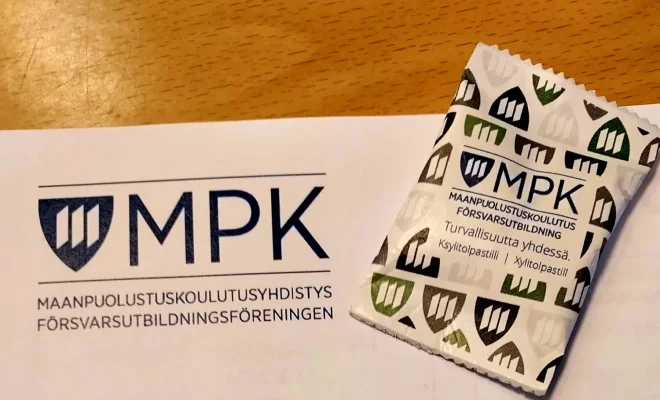 MPK
MAANPUOLUSTUSKOULUTUSYHDISTYS
FÖRSVARSUTBILDNINGSFÖRENINGEN
MPK
MAANPUOLUSTUSKOULUTUS
FÖRSVARSUTBILDNING
Turvallisuutta yhdessä.
Ksylitolpastilli | Xylitolpastill